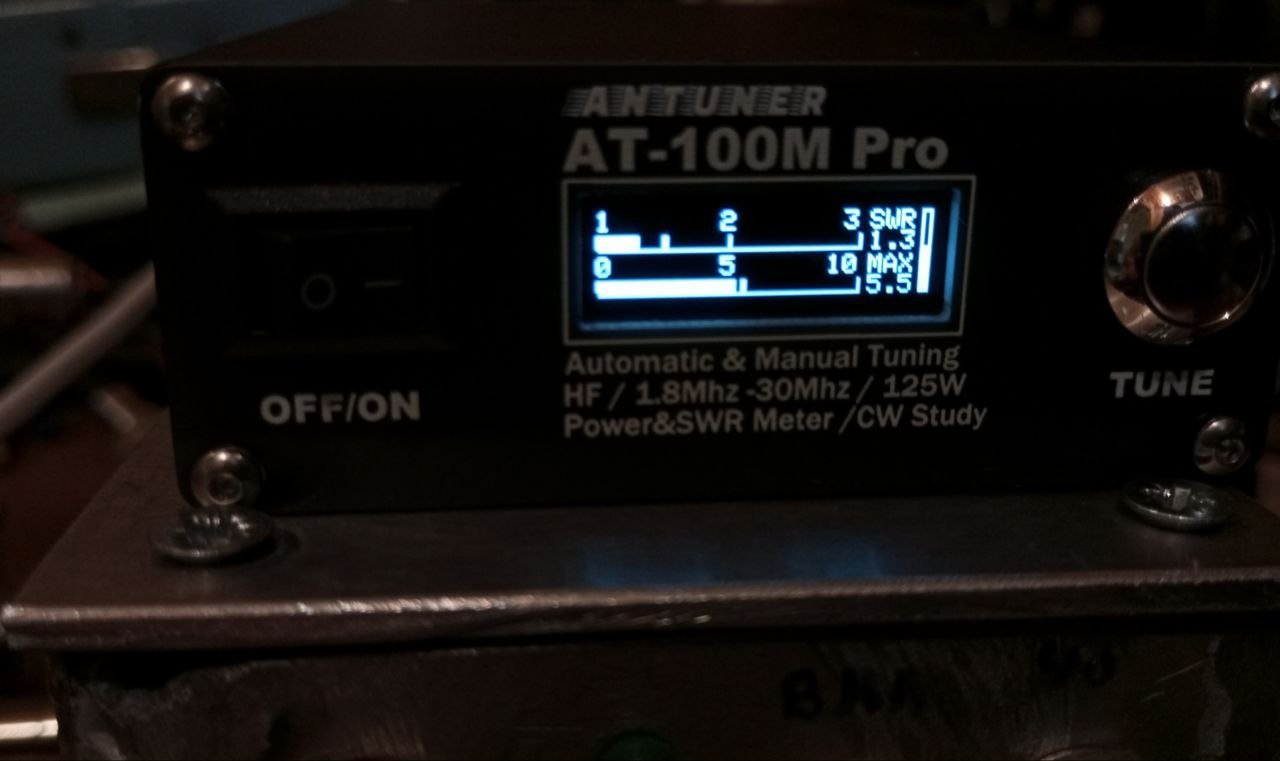 ANTUNER
AT-100M Pro
1 2 3 SWR
1.3
0 5 10 MAX
5.5
Automatic & Manual Tuning
HF / 1.8Mhz -30Mhz / 125W
Power&SWR Meter /CW Study
OFF/ON
TUNE